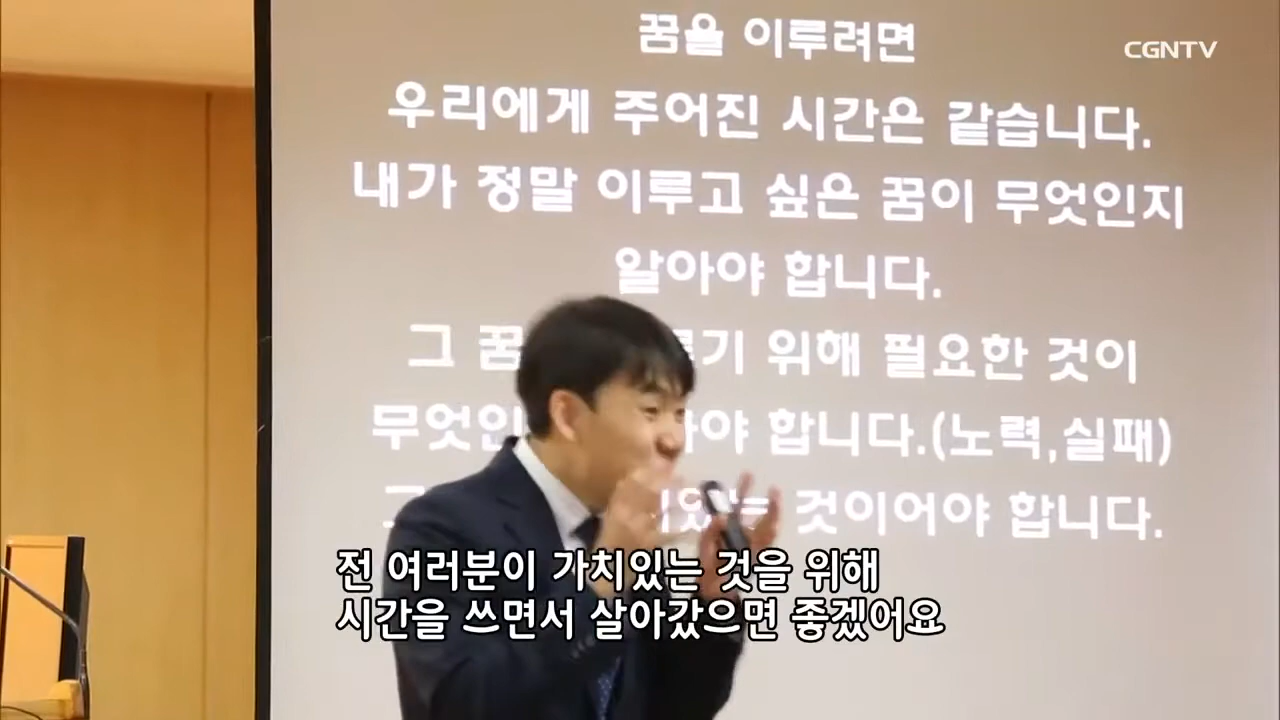 꿈을 이루려면
CGNTV
우리에게 주어진 시간은 같습니다.
내가 정말 이루고 싶은 꿈이 무엇인지
알아야 합니다.
그 꿈 기 위해 필요한 것이
무엇인 야 합니다.(노력,실패)
있는 것이어야 합니다.
전 여러분이 가치있는 것을 위해
시간을 쓰면서 살아갔으면 좋겠어요